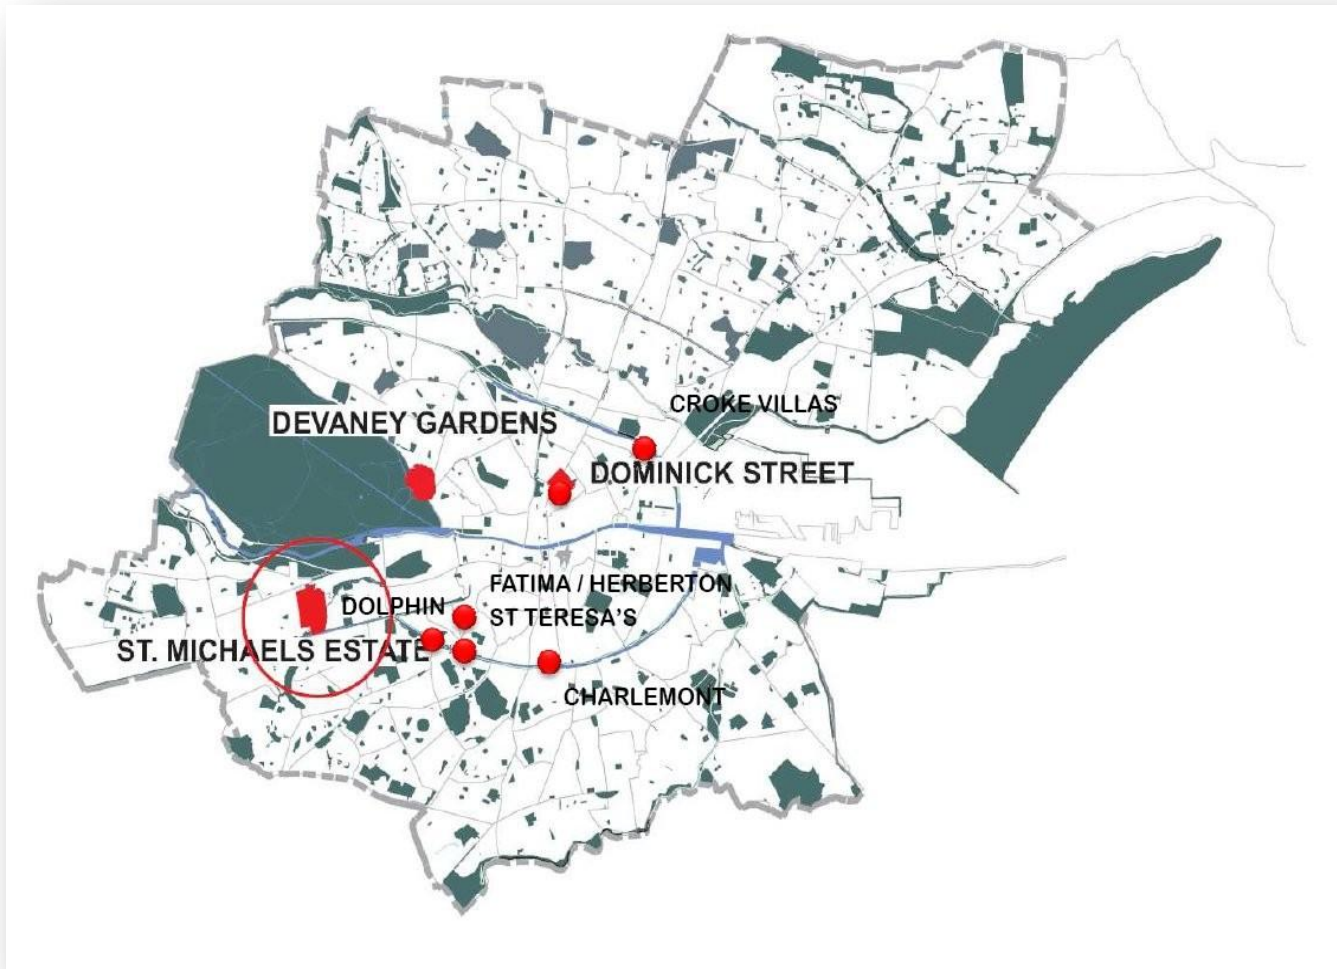 CROKE VILLAS
DEVANEY GARDENS
DOMINICK STREET
FATIMA / HERBERTON
DOLPHIN
ST TERESA'S
ST. MICHAELS ESTATE
CHARLEMONT